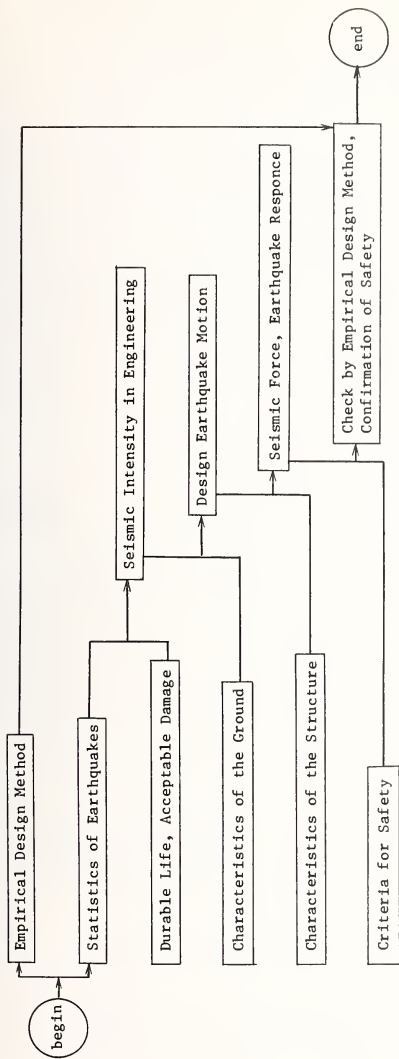 begin
Empirical Design Method
Statistics of Earthquakes
Durable Life, Acceptable Damage
Characteristics of the Ground
Characteristics of the Structure
Criteria for Safety
Seismic Intensity in Engineering
Design Earthquake Motion
Seismic Force, Earthquake Responce
Check by Empirical Design Method,
Confirmation of Safety
end